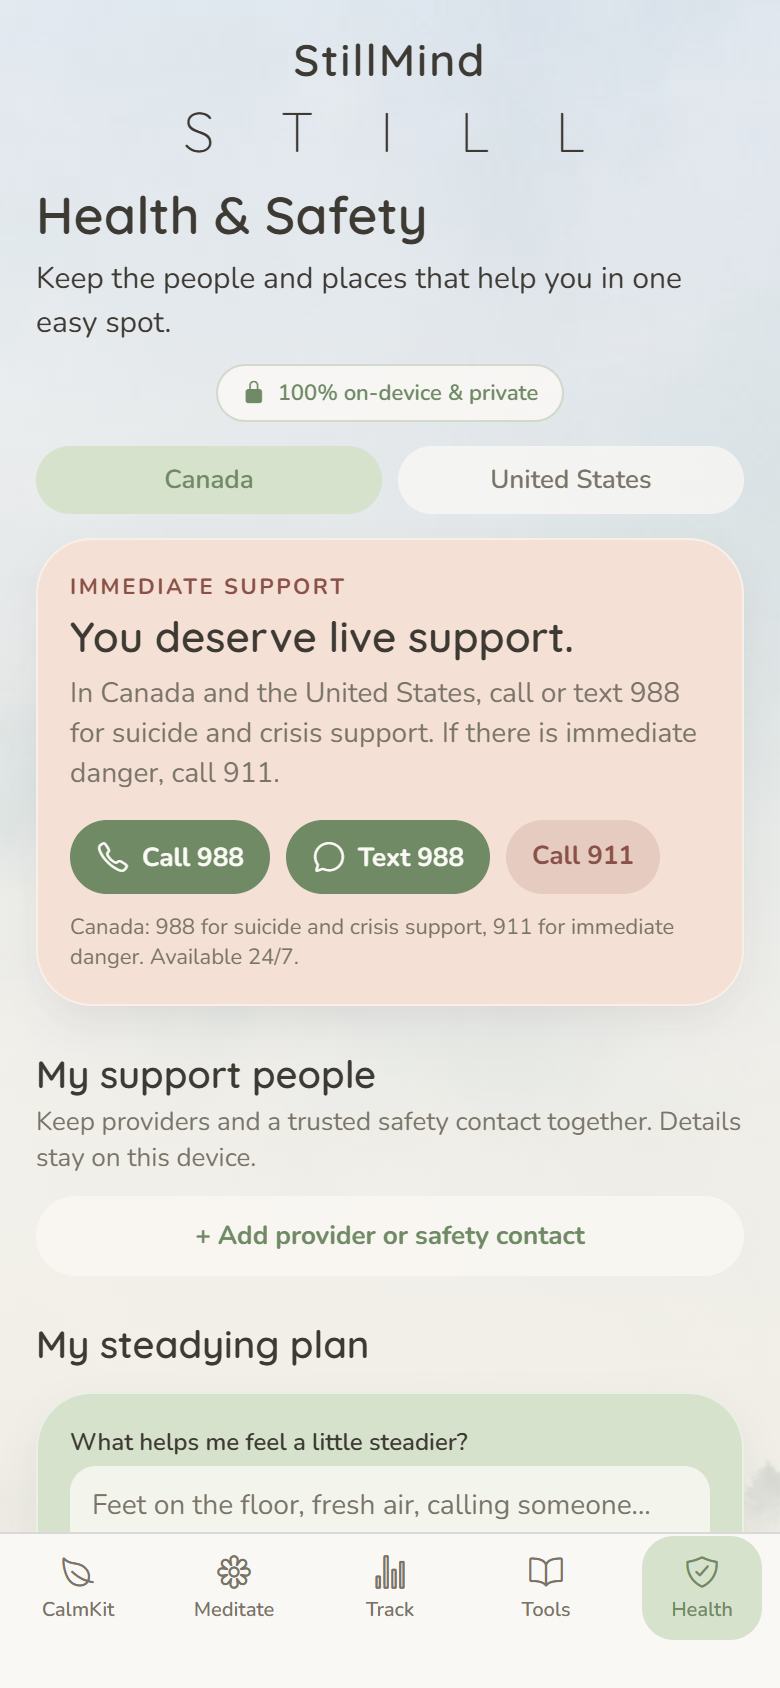 StillMind
S T I L L
Health & Safety
Keep the people and places that help you in one
easy spot.
100% on-device & private
Canada
United States
IMMEDIATE SUPPORT
You deserve live support.
In Canada and the United States, call or text 988
for suicide and crisis support. If there is immediate
danger, call 911.
Call 988
Text 988
Call 911
Canada: 988 for suicide and crisis support, 911 for immediate
danger. Available 24/7.
My support people
Keep providers and a trusted safety contact together. Details
stay on this device.
+ Add provider or safety contact
My steadying plan
What helps me feel a little steadier?
Feet on the floor, fresh air, calling someone...
CalmKit
Meditate
Track
Tools
Health